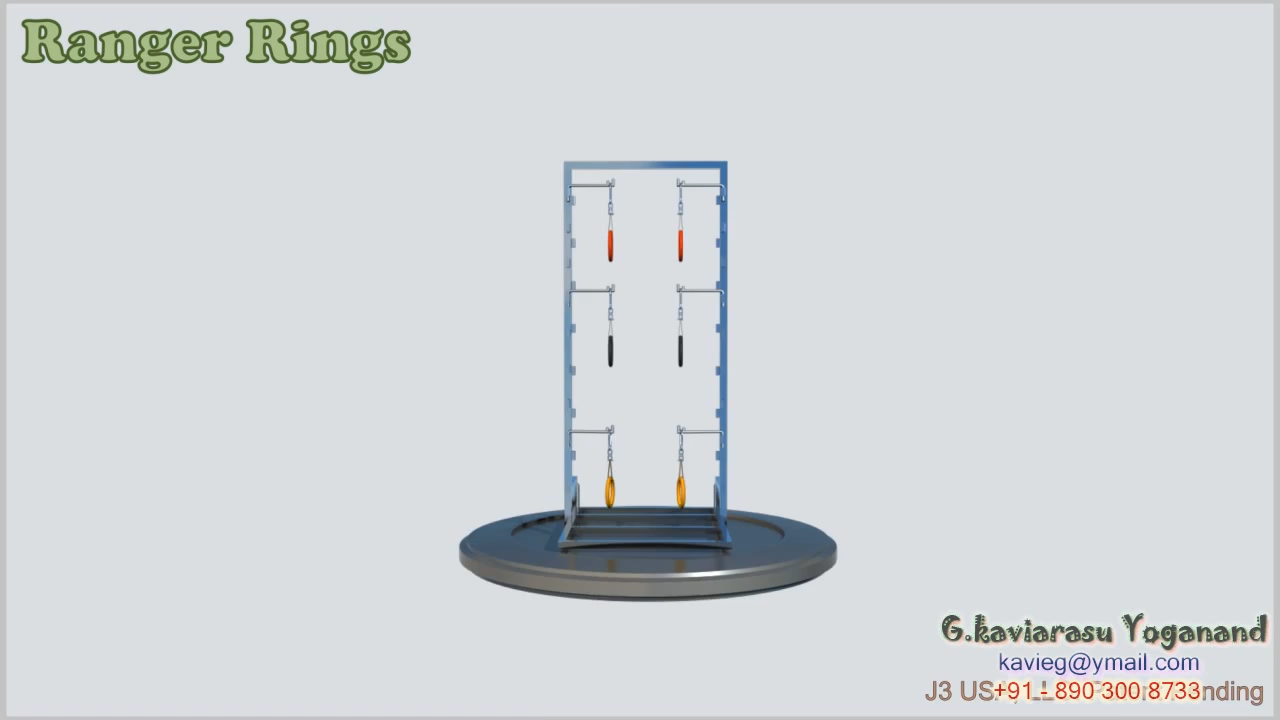 Ranger Rings
G.kaviarasu Yoganand
kavieg@ymail.com
+91 - 890 300 8733
J3 US